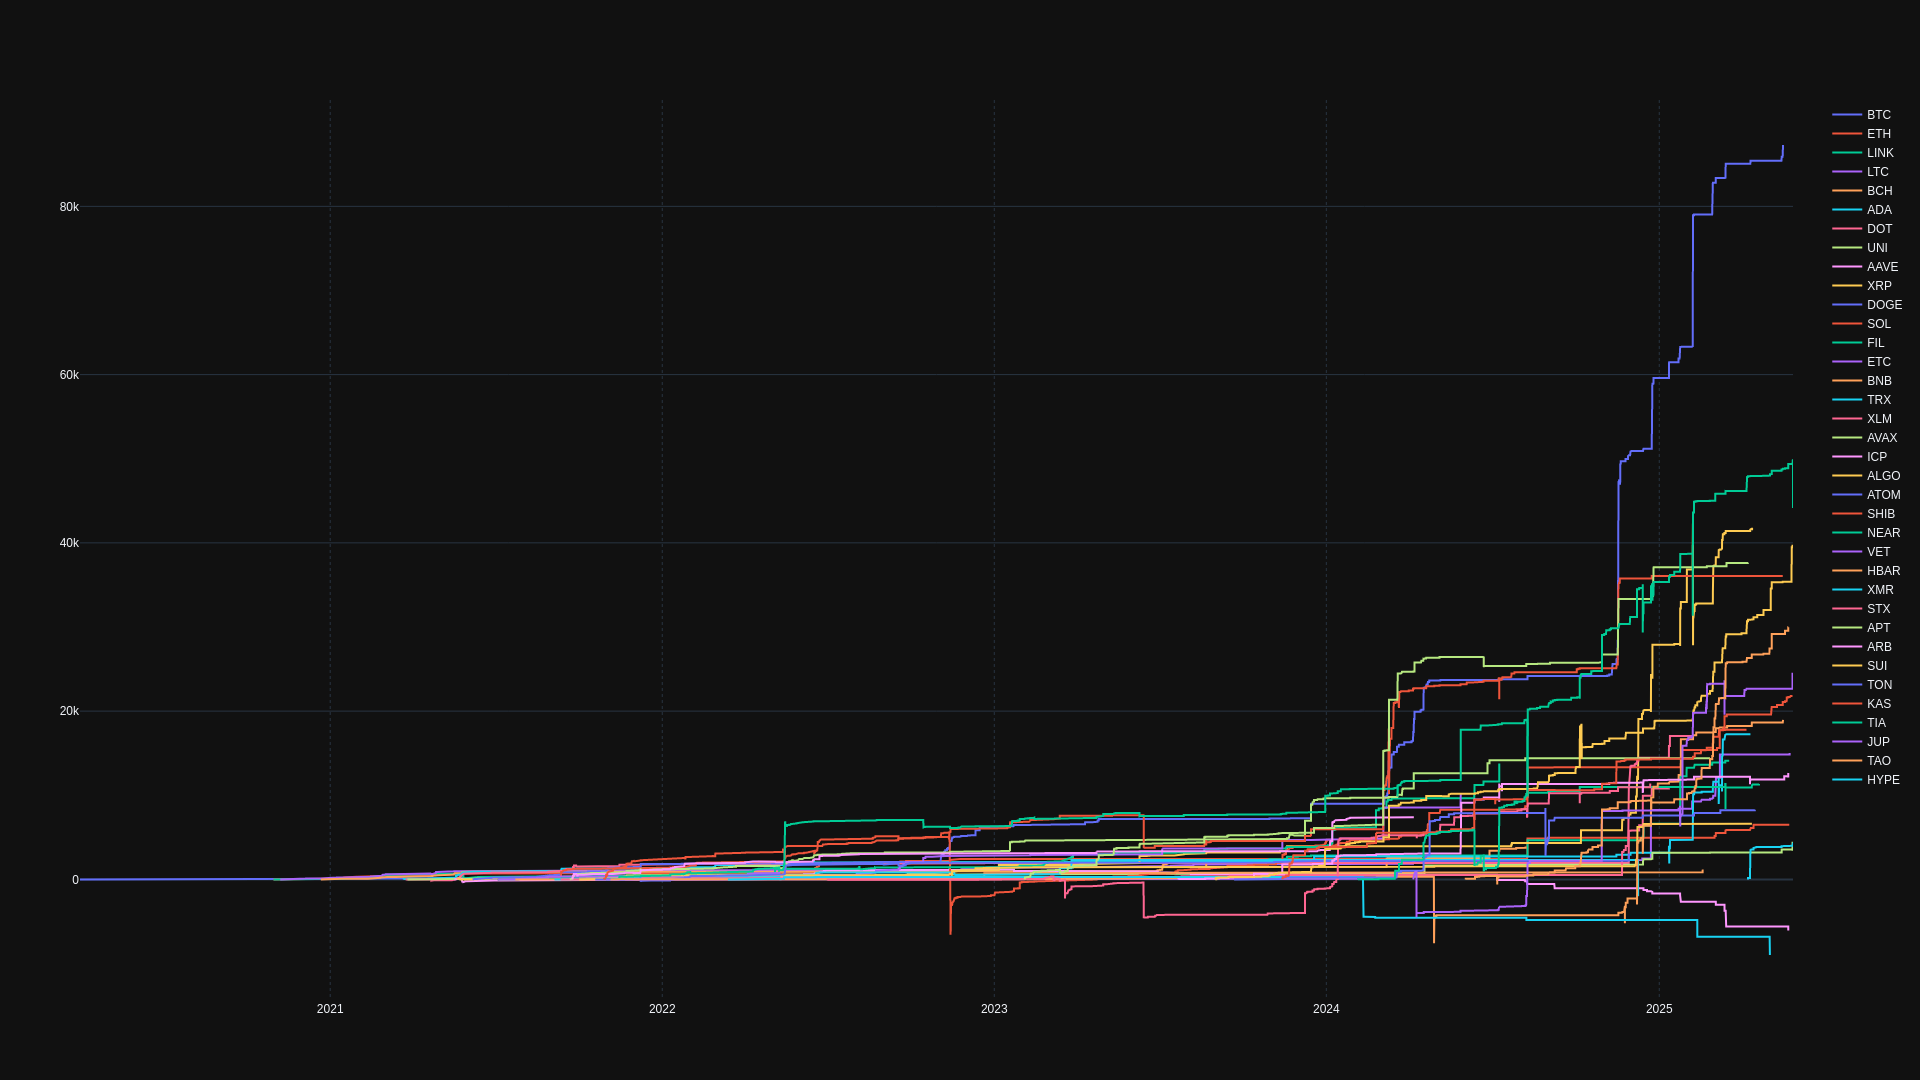 80k
60k
40k
20k
0
2021
2022
2023
2024
2025
BTC
ETH
LINK
LTC
BCH
ADA
DOT
UNI
AAVE
XRP
DOGE
SOL
FIL
ETC
BNB
TRX
XLM
AVAX
ICP
ALGO
ATOM
SHIB
NEAR
VET
HBAR
XMR
STX
APT
ARB
SUI
TON
KAS
TIA
JUP
TAO
HYPE